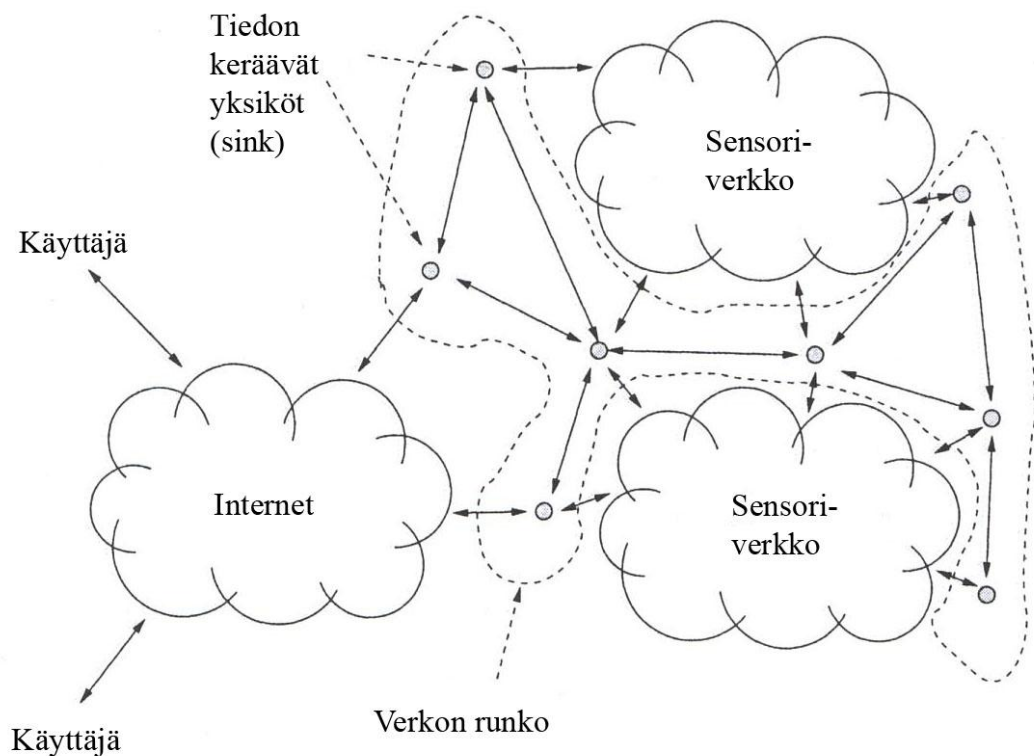 Tiedon
keräävät
yksiköt
(sink)
Sensori-
verkko
Käyttäjä
Internet
Sensori-
verkko
Verkon runko
Käyttäjä